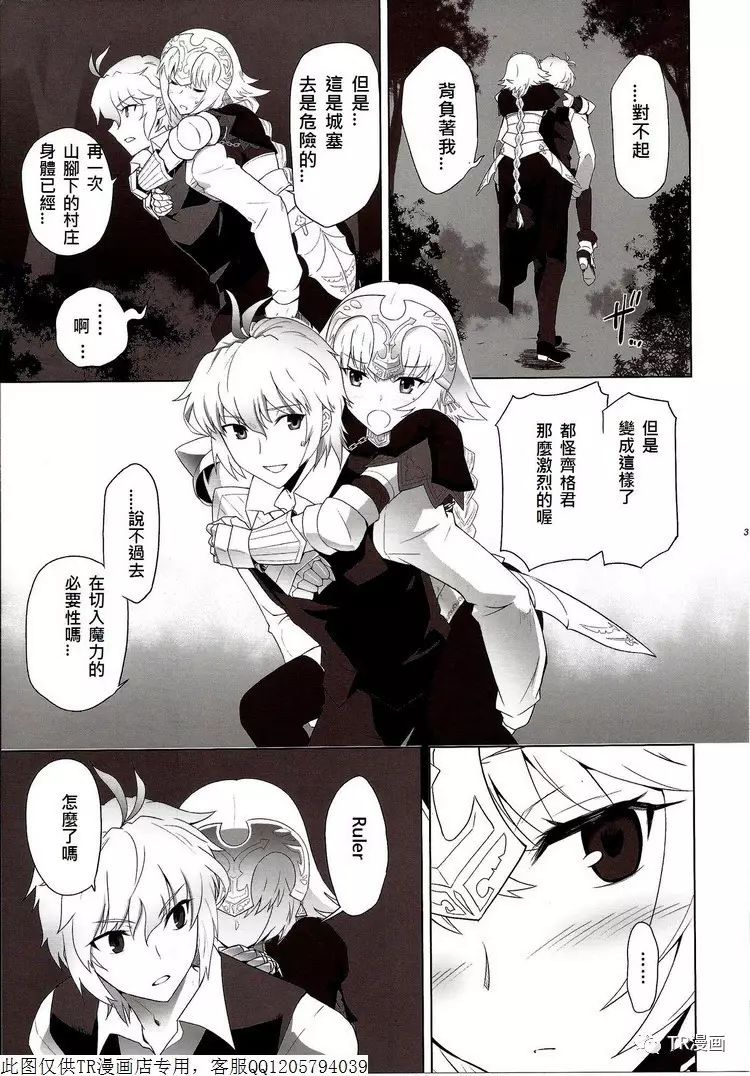 ……對不起
背負著我…
ザ…
但是…
這是城塞
去是危險的…
再一次
山腳下的村庄
身體已經…
……
啊…
但是
變成這樣了
都怪齊格君
那麼激烈的喔
……說不過去
在切入魔力的
必要性嗎…
3
……
Ruler
怎麼了嗎
TR漫画
此图仅供TR漫画店专用，客服QQ1205794039